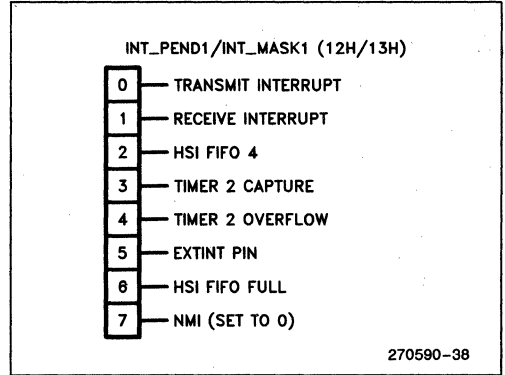 INT_PEND1/INT_MASK1 (12H/13H)
0 TRANSMIT INTERRUPT
1 RECEIVE INTERRUPT
2 HSI FIFO 4
3 TIMER 2 CAPTURE
4 TIMER 2 OVERFLOW
5 EXTINT PIN
6 HSI FIFO FULL
7 NMI (SET TO 0)
270590-38